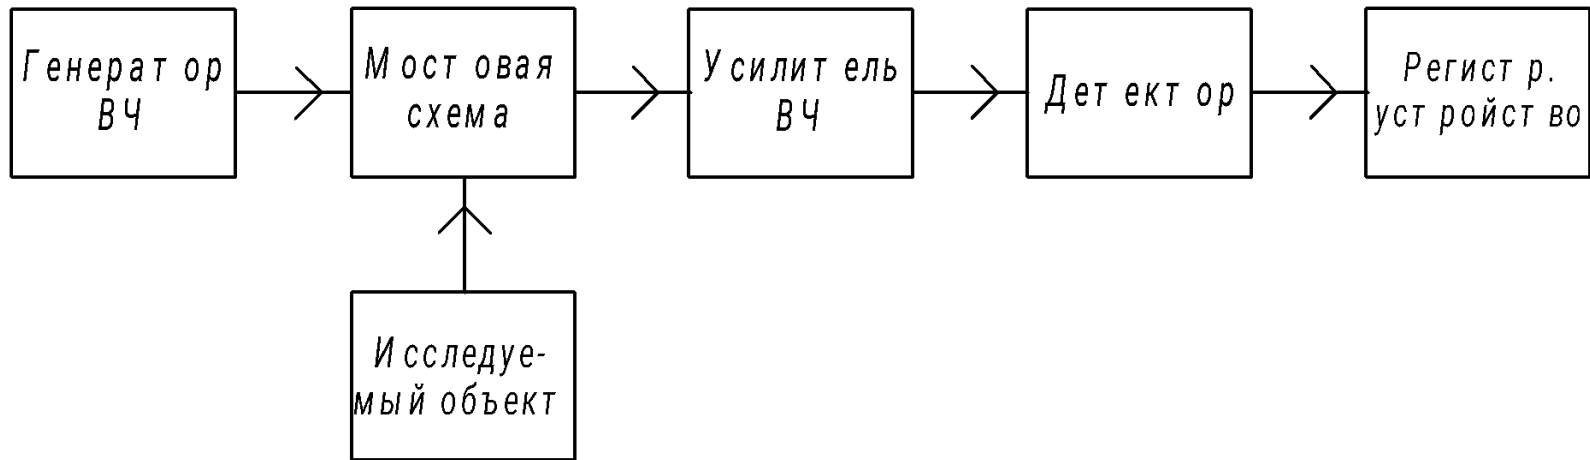 Генератор
ВЧ
Мостовая
схема
Усилитель
ВЧ
Детектор
Регистр.
устройство
Исследуе-
мый объект